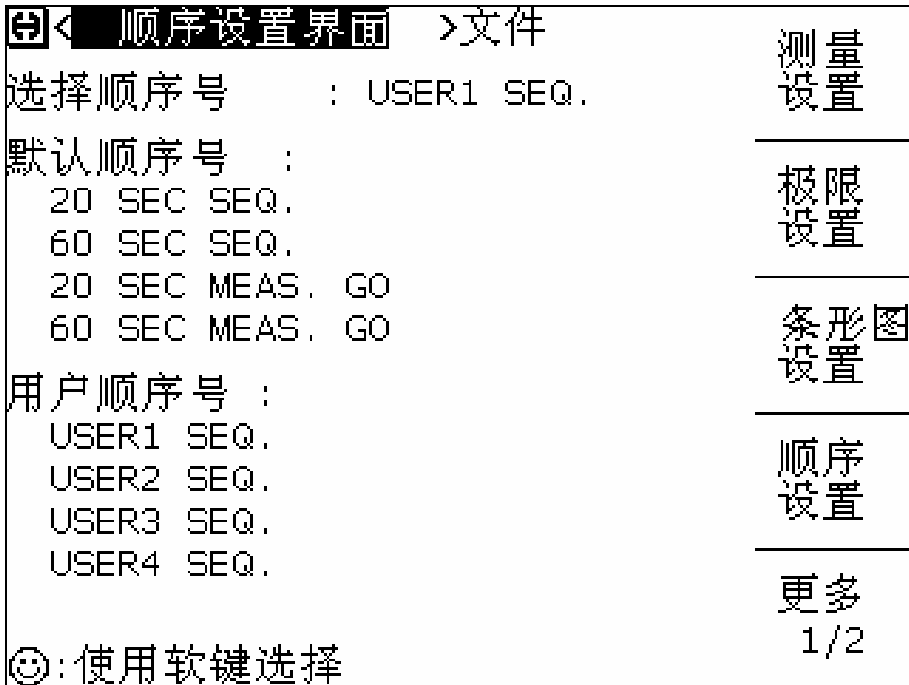 < 顺序设置界面 >文件
选择顺序号 : USER1 SEQ.
默认顺序号 :
20 SEC SEQ.
60 SEC SEQ.
20 SEC MEAS. GO
60 SEC MEAS. GO
用户顺序号 :
USER1 SEQ.
USER2 SEQ.
USER3 SEQ.
USER4 SEQ.
:使用软键选择
测量
设置
极限
设置
条形图
设置
顺序
设置
更多
1/2